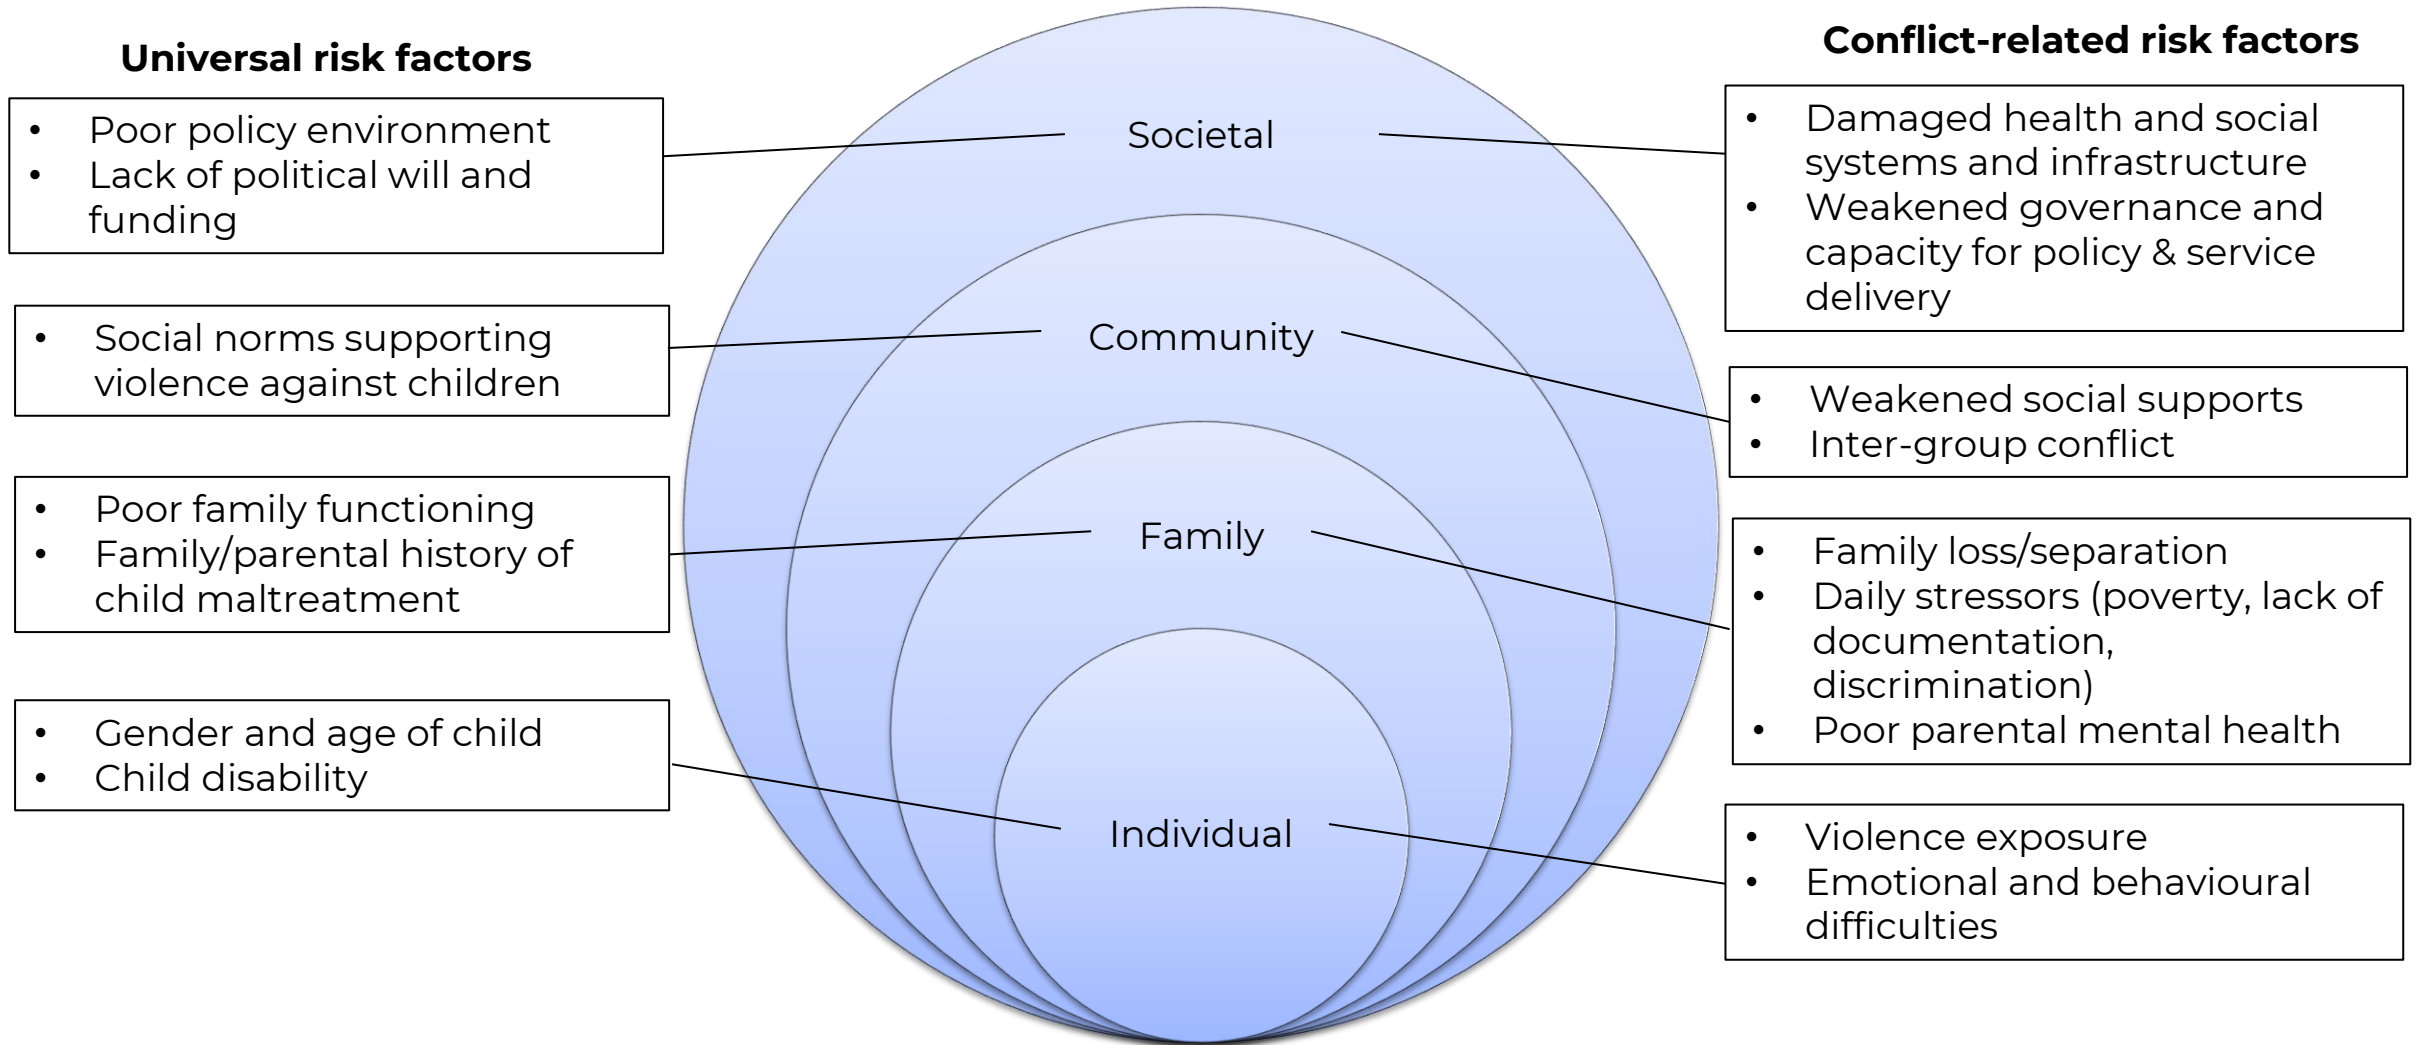 Universal risk factors
• Poor policy environment
• Lack of political will and
funding
• Social norms supporting
violence against children
• Poor family functioning
• Family/parental history of
child maltreatment
• Gender and age of child
• Child disability
Societal
Community
Family
Individual
Conflict-related risk factors
• Damaged health and social
systems and infrastructure
• Weakened governance and
capacity for policy & service
delivery
• Weakened social supports
• Inter-group conflict
• Family loss/separation
• Daily stressors (poverty, lack of
documentation,
discrimination)
• Poor parental mental health
• Violence exposure
• Emotional and behavioural
difficulties